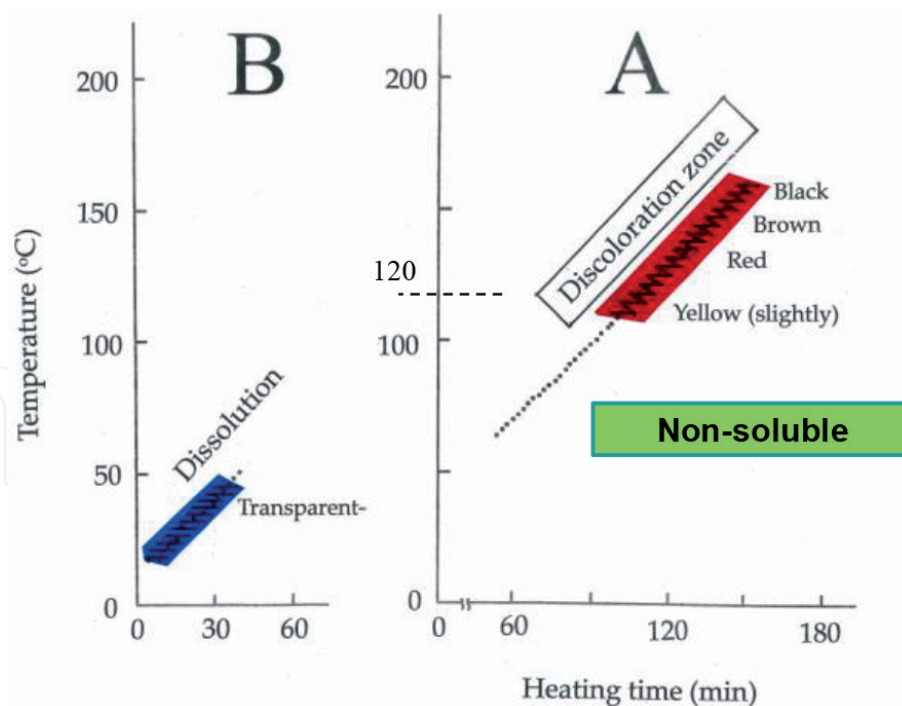 B
A
200
150
100
50
0
Temperature (°C)
Dissolution
Transparent-
0
30
60
200
120
100
0
Discoloration zone
Black
Brown
Red
Yellow (slightly)
Non-soluble
0
60
120
180
Heating time (min)